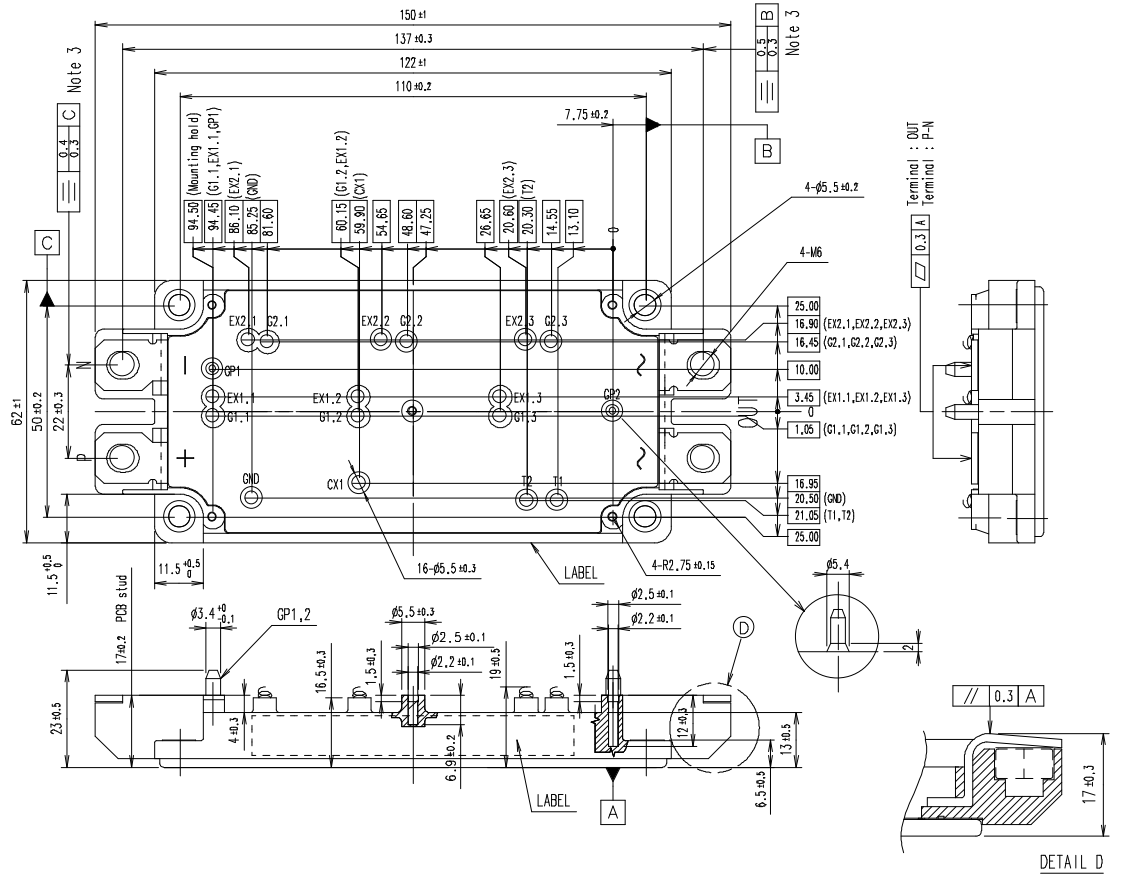 150 ±1
137 ±0.3
122 ±1
110 ±0.2
7.75 ±0.2
B
0.5
0.3
Note 3
B
C
0.4
0.3
Note 3
C
94.50 (Mounting hold)
94.45 (G1.1,EX1.1,GP1)
86.10 (EX2.1)
85.25 (GND)
81.60
60.15 (G1.2,EX1.2)
59.90 (CX1)
54.65
48.60
47.25
26.65
20.60 (EX2.3)
20.30 (T2)
14.55
13.10
0
4-ø5.5 ±0.2
4-M6
Terminal : OUT
Terminal : P-N
0.3 A
25.00
16.90 (EX2.1,EX2.2,EX2.3)
16.45 (G2.1,G2.2,G2.3)
10.00
3.45 (EX1.1,EX1.2,EX1.3)
0
1.05 (G1.1,G1.2,G1.3)
16.95
20.50 (GND)
21.05 (T1,T2)
25.00
62 ±1
50 ±0.2
22 ±0.3
N
P
−
+
~
~
OUT
EX2.1
G2.1
EX2.2
G2.2
EX2.3
G2.3
GP1
EX1.1
G1.1
EX1.2
G1.2
EX1.3
G1.3
GP2
GND
CX1
T2
T1
11.5 +0.5 0
11.5 +0.5 0
16-ø5.5 ±0.3
LABEL
4-R2.75 ±0.15
ø5.4
2
17±0.2 PCB stud
ø3.4 +0 -0.1
GP1,2
ø5.5 ±0.3
ø2.5 ±0.1
ø2.2 ±0.1
ø2.5 ±0.1
ø2.2 ±0.1
D
23 ±0.5
4 ±0.3
16.5 ±0.3
1.5 ±0.3
6.9 ±0.2
19 ±0.5
1.5 ±0.3
12 ±0.3
6.5 ±0.5
13 ±0.5
LABEL
A
// 0.3 A
17 ±0.3
DETAIL D